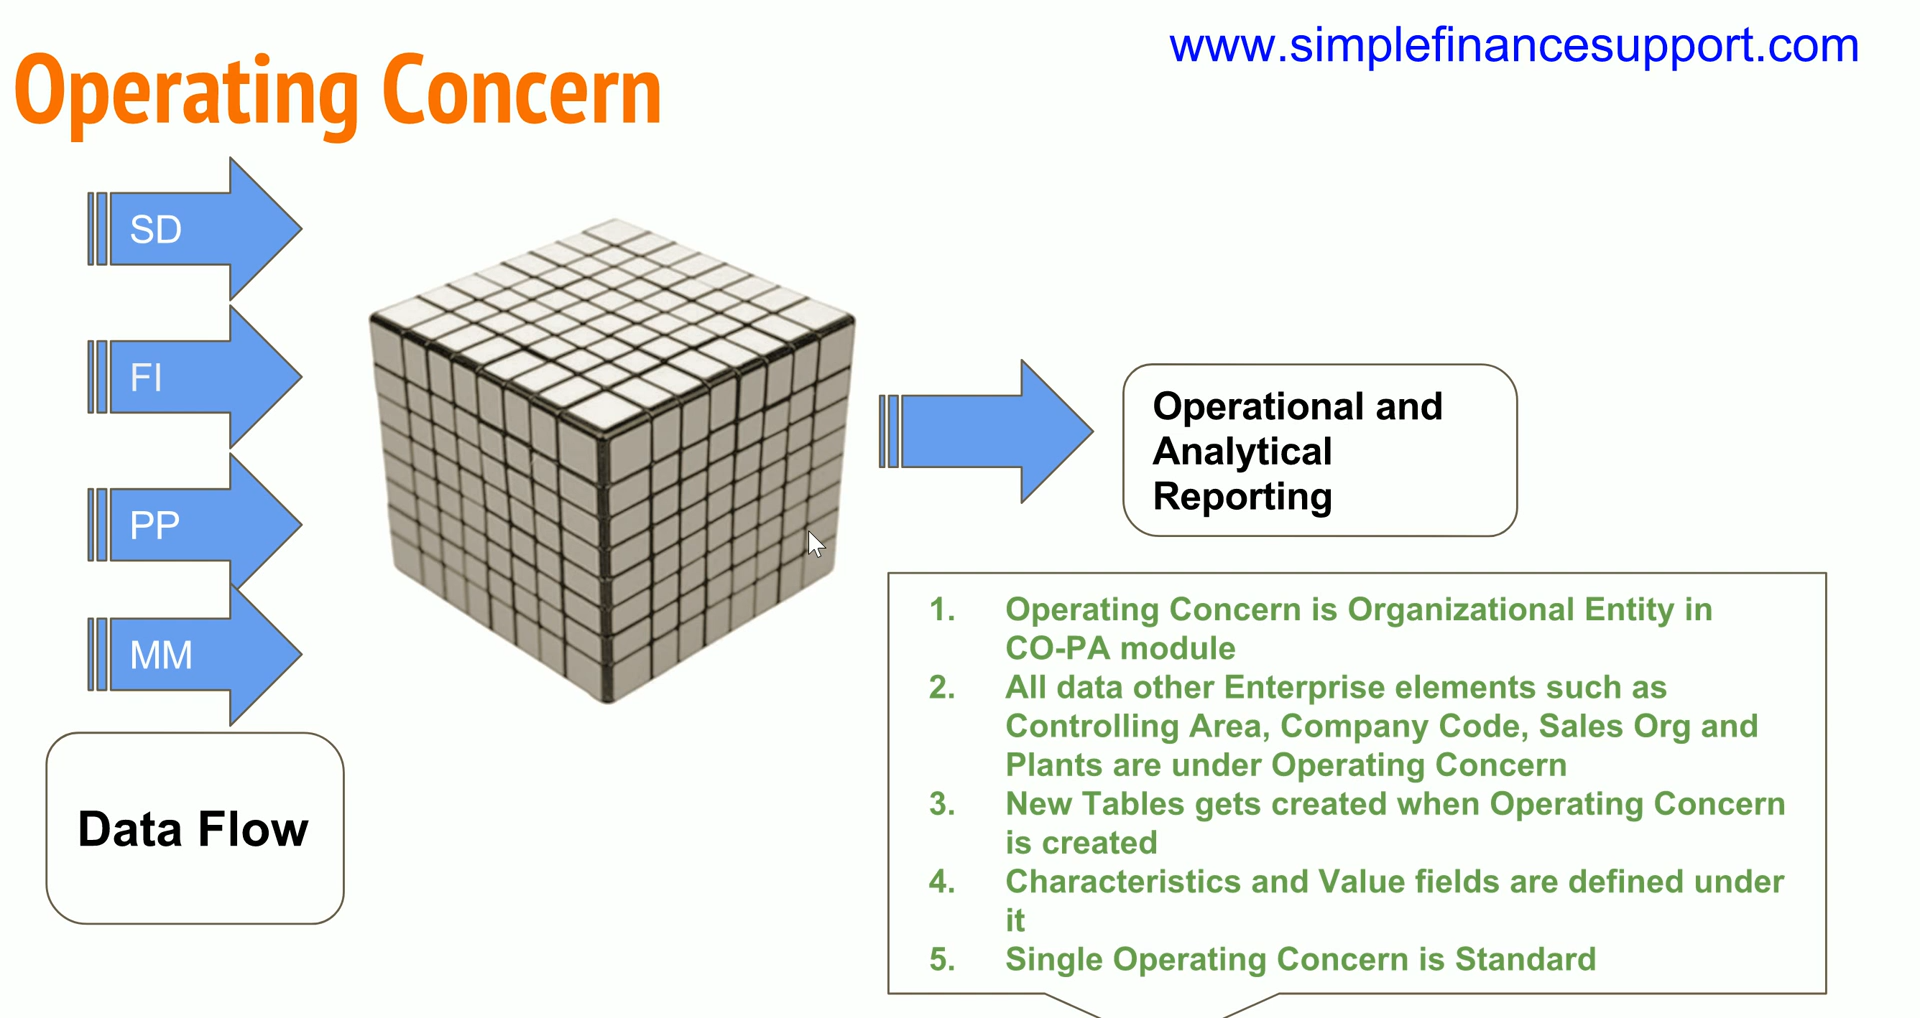 www.simplefinancesupport.com
Operating Concern
SD
FI
PP
MM
Data Flow
Operational and
Analytical
Reporting
1. Operating Concern is Organizational Entity in
CO-PA module
2. All data other Enterprise elements such as
Controlling Area, Company Code, Sales Org and
Plants are under Operating Concern
3. New Tables gets created when Operating Concern
is created
4. Characteristics and Value fields are defined under
it
5. Single Operating Concern is Standard